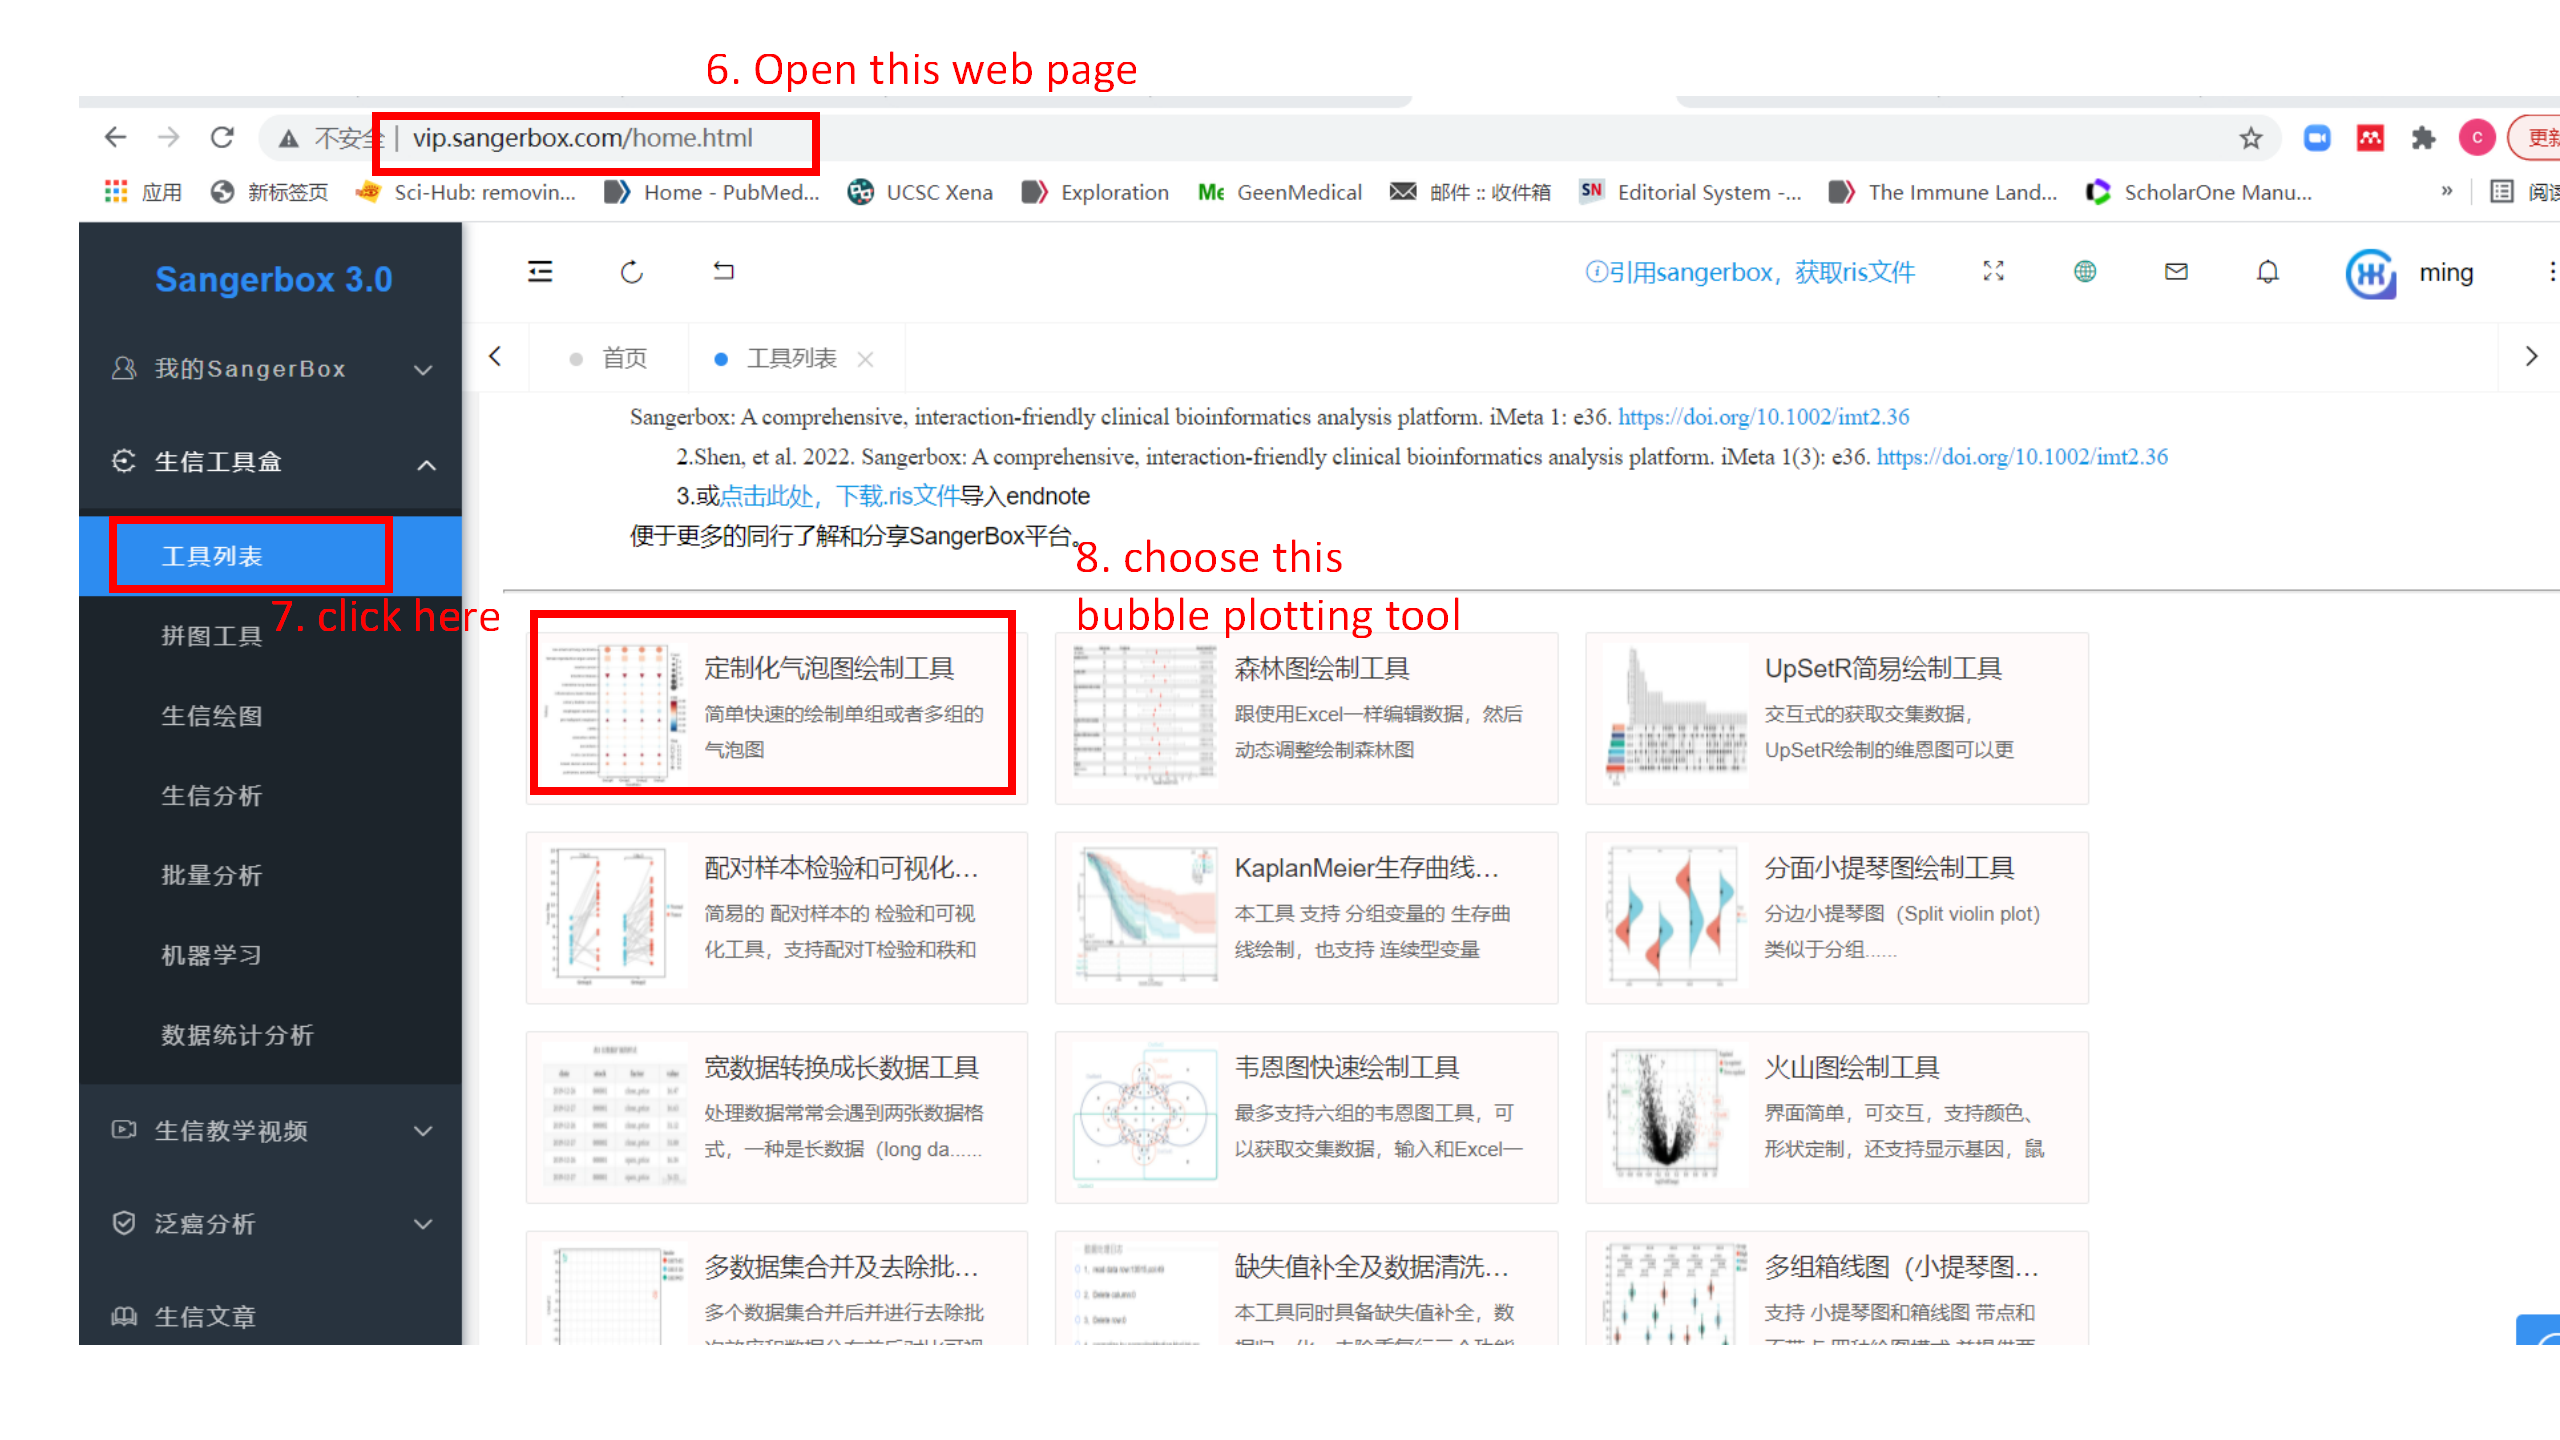 6. Open this web page
不安全 | vip.sangerbox.com/home.html
更新
应用 新标签页 Sci-Hub: removin... Home - PubMed... UCSC Xena Exploration GeenMedical 邮件 :: 收件箱 Editorial System -... The Immune Land... ScholarOne Manu... »
Sangerbox 3.0
引用sangerbox，获取ris文件
ming
我的SangerBox
首页
工具列表
Sangerbox: A comprehensive, interaction-friendly clinical bioinformatics analysis platform. iMeta 1: e36. https://doi.org/10.1002/imt2.36
2.Shen, et al. 2022. Sangerbox: A comprehensive, interaction-friendly clinical bioinformatics analysis platform. iMeta 1(3): e36. https://doi.org/10.1002/imt2.36
3.或点击此处，下载.ris文件导入endnote
便于更多的同行了解和分享SangerBox平台。
生信工具盒
工具列表
7. click here
8. choose this
bubble plotting tool
拼图工具
生信绘图
生信分析
批量分析
机器学习
数据统计分析
生信教学视频
泛癌分析
生信文章
定制化气泡图绘制工具
简单快速的绘制单组或者多组的
气泡图
森林图绘制工具
跟使用Excel一样编辑数据，然后
动态调整绘制森林图
UpSetR简易绘制工具
交互式的获取交集数据，
UpSetR绘制的维恩图可以更
配对样本检验和可视化...
简易的 配对样本的 检验和可视
化工具，支持配对T检验和秩和
KaplanMeier生存曲线...
本工具 支持 分组变量的 生存曲
线绘制，也支持 连续型变量
分面小提琴图绘制工具
分边小提琴图（Split violin plot）
类似于分组......
宽数据转换成长数据工具
处理数据常常会遇到两张数据格
式，一种是长数据（long da......
韦恩图快速绘制工具
最多支持六组的韦恩图工具，可
以获取交集数据，输入和Excel一
火山图绘制工具
界面简单，可交互，支持颜色、
形状定制，还支持显示基因，鼠
多数据集合并及去除批...
多个数据集合并后并进行去除批
缺失值补全及数据清洗...
本工具同时具备缺失值补全，数
多组箱线图（小提琴图...
支持 小提琴图和箱线图 带点和